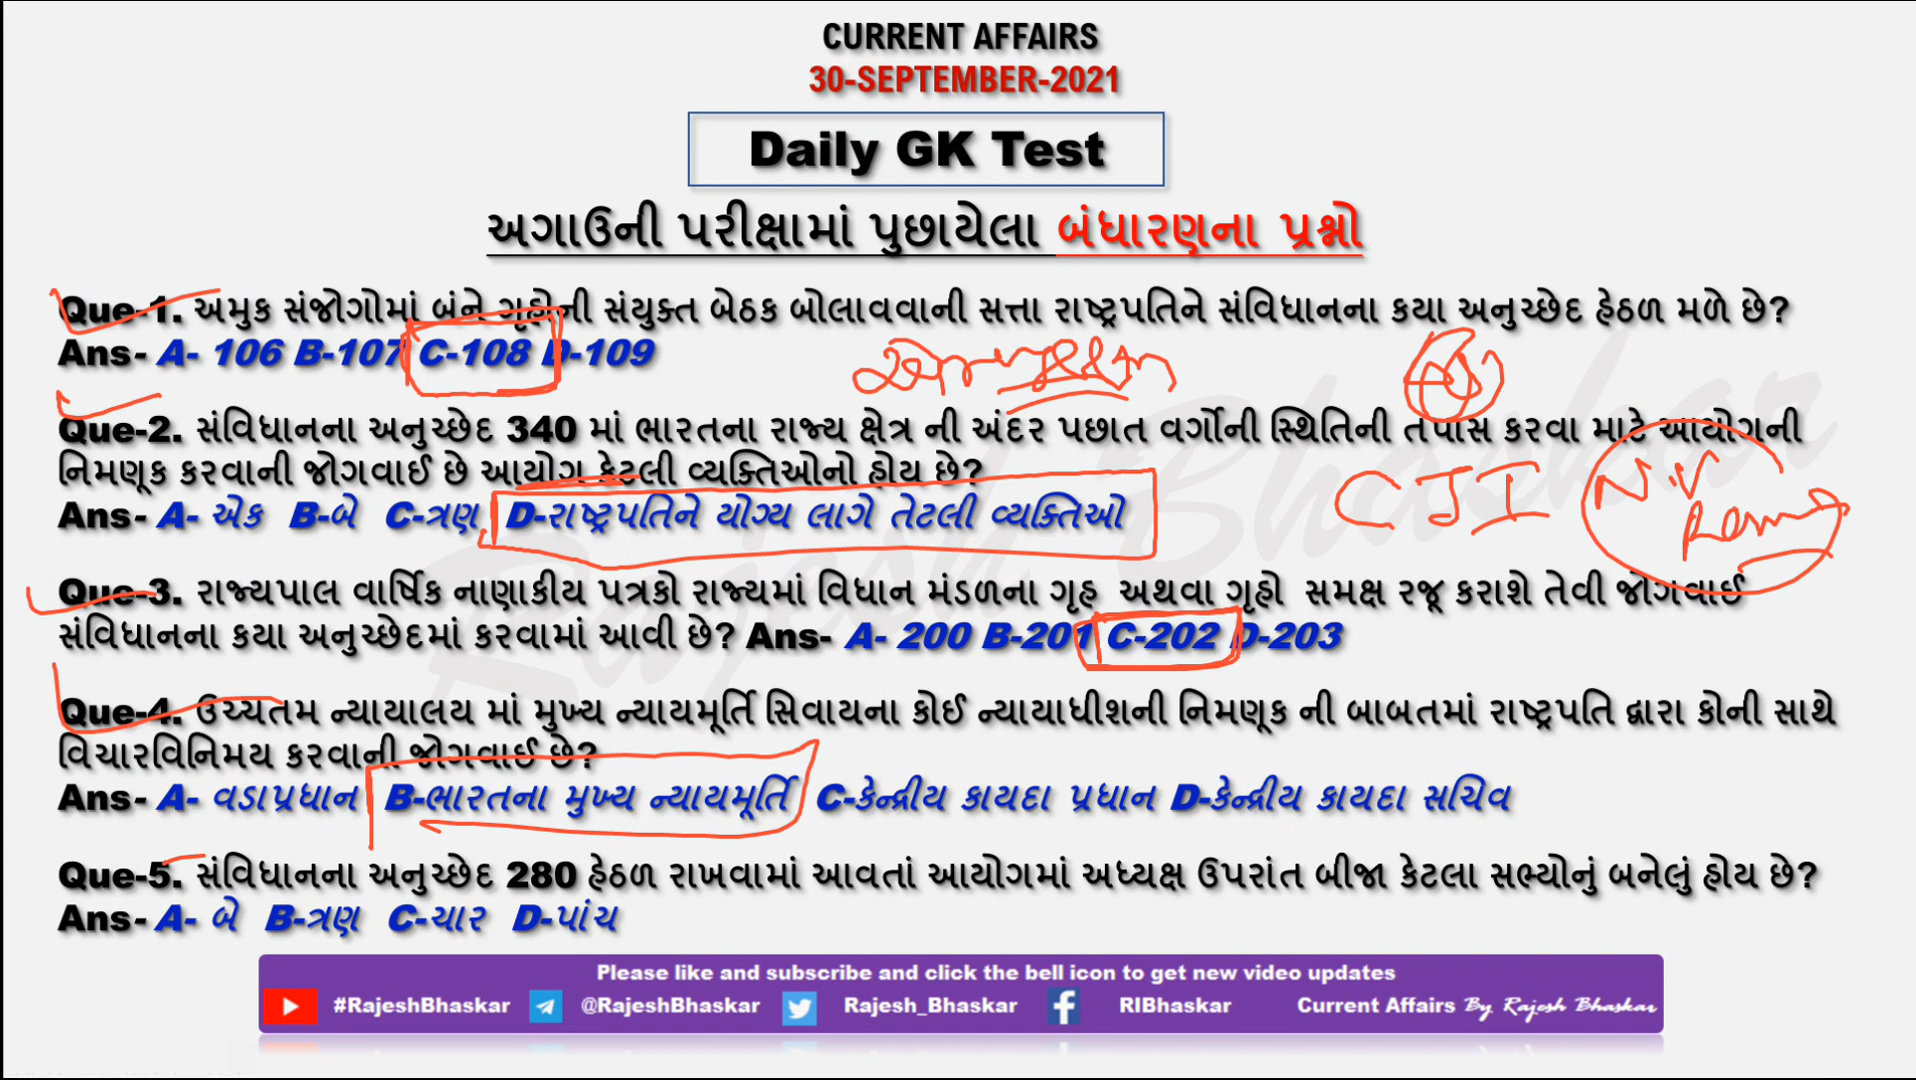 CURRENT AFFAIRS
30-SEPTEMBER-2021
Daily GK Test
અગાઉની પરીક્ષામાં પુછાયેલા બંધારણના પ્રશ્નો
Que-1. અમુક સંજોગોમાં બંને ગૃહોની સંયુક્ત બેઠક બોલાવવાની સત્તા રાષ્ટ્રપતિને સંવિધાનના કયા અનુચ્છેદ હેઠળ મળે છે?
Ans- A- 106 B-107 C-108 D-109
Que-2. સંવિધાનના અનુચ્છેદ 340 માં ભારતના રાજ્ય ક્ષેત્ર ની અંદર પછાત વર્ગોની સ્થિતિની તપાસ કરવા માટે આયોગની
નિમણૂક કરવાની જોગવાઈ છે આયોગ કેટલી વ્યક્તિઓનો હોય છે?
Ans- A- એક B-બે C-ત્રણ D-રાષ્ટ્રપતિને યોગ્ય લાગે તેટલી વ્યક્તિઓ
CJI N.V Ramna
Que-3. રાજ્યપાલ વાર્ષિક નાણાકીય પત્રકો રાજ્યમાં વિધાન મંડળના ગૃહ અથવા ગૃહો સમક્ષ રજૂ કરાશે તેવી જોગવાઈ
સંવિધાનના કયા અનુચ્છેદમાં કરવામાં આવી છે? Ans- A- 200 B-201 C-202 D-203
Que-4. ઉચ્ચતમ ન્યાયાલય માં મુખ્ય ન્યાયમૂર્તિ સિવાયના કોઈ ન્યાયાધીશની નિમણૂક ની બાબતમાં રાષ્ટ્રપતિ દ્વારા કોની સાથે
વિચારવિનિમય કરવાની જોગવાઈ છે?
Ans- A- વડાપ્રધાન B-ભારતના મુખ્ય ન્યાયમૂર્તિ C-કેન્દ્રીય કાયદા પ્રધાન D-કેન્દ્રીય કાયદા સચિવ
Que-5. સંવિધાનના અનુચ્છેદ 280 હેઠળ રાખવામાં આવતાં આયોગમાં અધ્યક્ષ ઉપરાંત બીજા કેટલા સભ્યોનું બનેલું હોય છે?
Ans- A- બે B-ત્રણ C-ચાર D-પાંચ
Please like and subscribe and click the bell icon to get new video updates
#RajeshBhaskar @RajeshBhaskar Rajesh_Bhaskar RIBhaskar Current Affairs By Rajesh Bhaskar
Rajesh Bhaskar